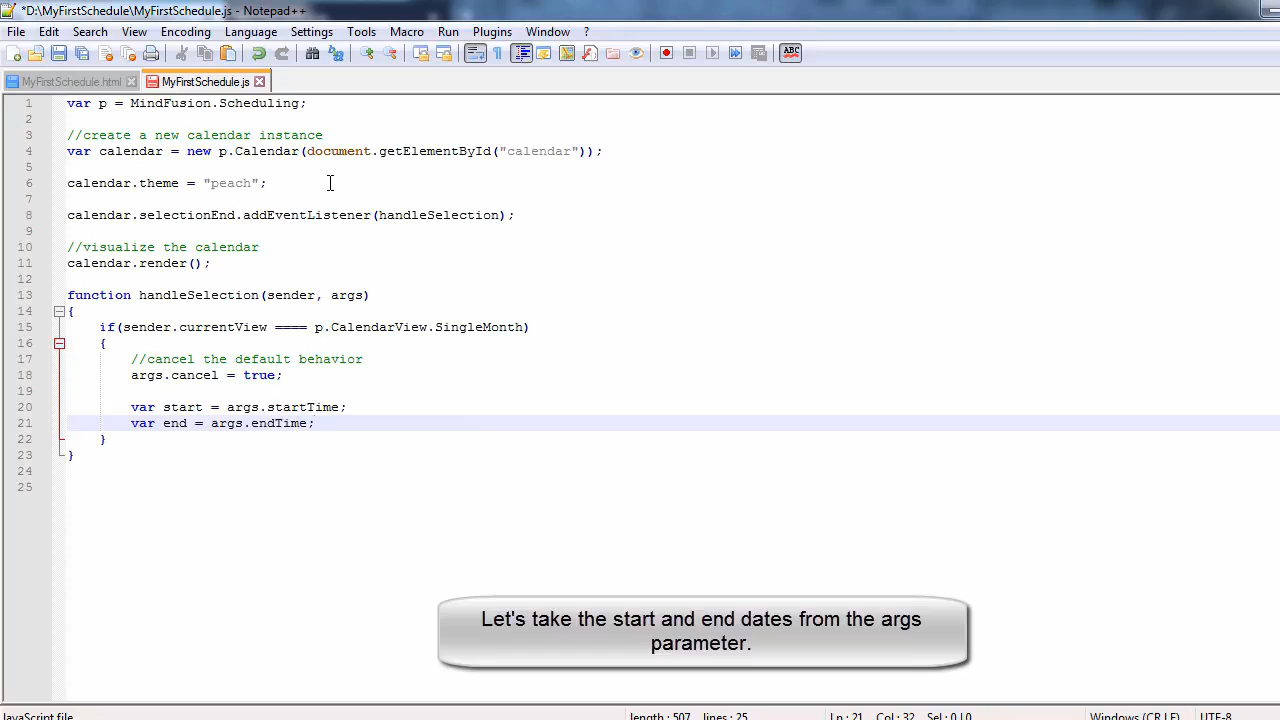 *D:\MyFirstSchedule\MyFirstSchedule.js - Notepad++
File Edit Search View Encoding Language Settings Tools Macro Run Plugins Window ?
ABC
MyFirstSchedule.html MyFirstSchedule.js
1 var p = MindFusion.Scheduling;
2
3 //create a new calendar instance
4 var calendar = new p.Calendar(document.getElementById("calendar"));
5
6 calendar.theme = "peach";
7
8 calendar.selectionEnd.addEventListener(handleSelection);
9
10 //visualize the calendar
11 calendar.render();
12
13 function handleSelection(sender, args)
14 {
15 if(sender.currentView ==== p.CalendarView.SingleMonth)
16 {
17 //cancel the default behavior
18 args.cancel = true;
19
20 var start = args.startTime;
21 var end = args.endTime;
22 }
23 }
24
25
Let's take the start and end dates from the args
parameter.
JavaScript file length : 507 lines : 25 Ln : 21 Col : 32 Sel : 0 | 0 Windows (CR LF) UTF-8